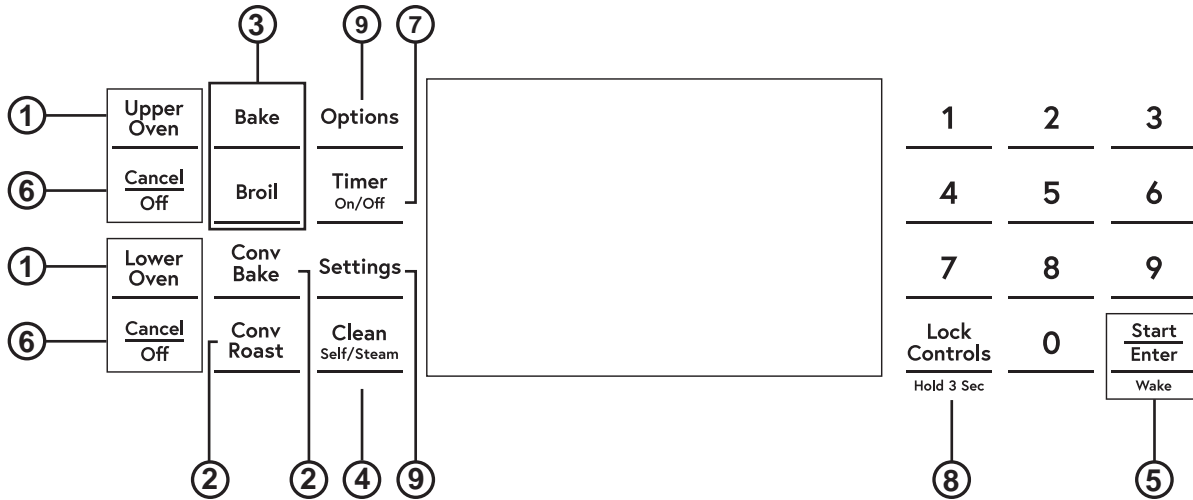 3 9 7
1 Upper Oven Bake Options 1 2 3
6 Cancel Off Broil Timer On/Off 4 5 6
1 Lower Oven Conv Bake Settings 7 8 9
6 Cancel Off Conv Roast Clean Self/Steam Lock Controls 0 Start Enter
Hold 3 Sec Wake
2 2 4 9 8 5